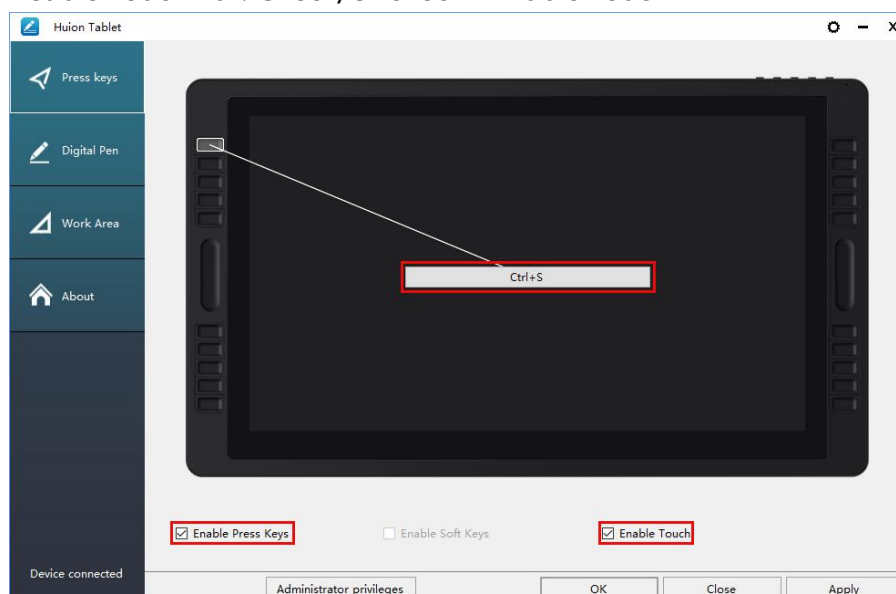 Huion Tablet
Press keys
Digital Pen
Work Area
About
Ctrl+S
Enable Press Keys
Enable Soft Keys
Enable Touch
Device connected
Administrator privileges
OK
Close
Apply